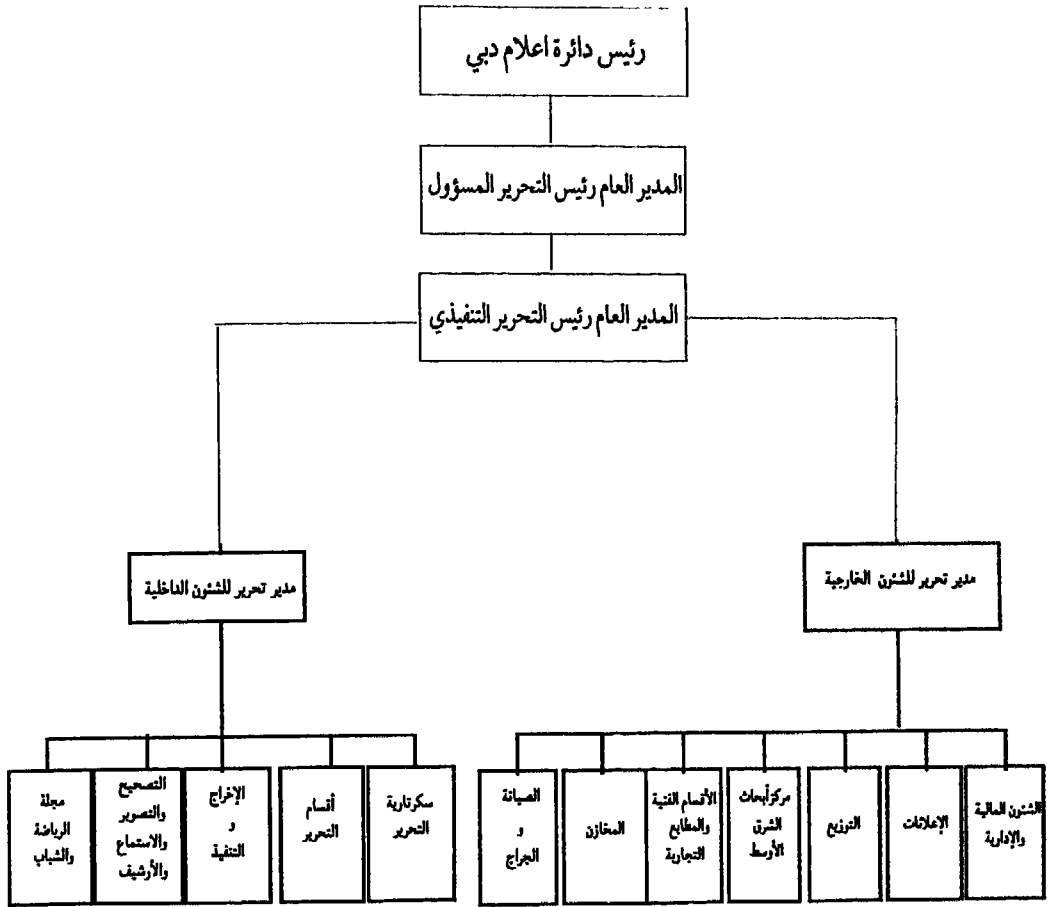 رئيس دائرة اعلام دبي
المدير العام رئيس التحرير المسؤول
المدير العام رئيس التحرير التنفيذي
مدير تحرير للشئون الخارجية
مدير تحرير للشئون الداخلية
الشئون المالية
والإدارية
الإعلانات
التوزيع
مركز أبحاث
الشرق
الأوسط
الأقسام الفنية
والمطابع
التجارية
المخازن
الصيانة
و
الجراج
سكرتارية
التحرير
أقسام
التحرير
الإخراج
و
التنفيذ
التصحيح
والتصوير
والاستماع
والأرشيف
مجلة
الرياضة
والشباب